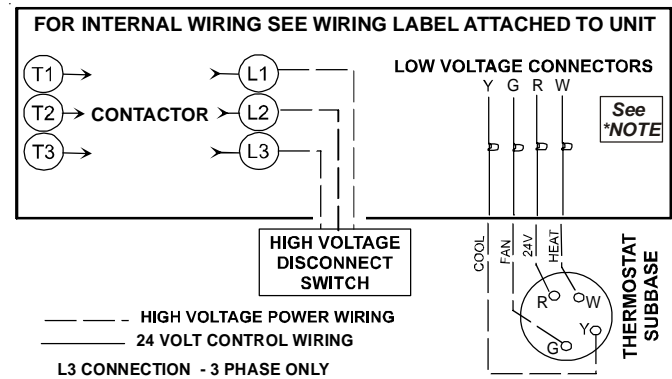 FOR INTERNAL WIRING SEE WIRING LABEL ATTACHED TO UNIT
T1 L1
LOW VOLTAGE CONNECTORS
Y G R W
T2 CONTACTOR L2
See
*NOTE
T3 L3
HIGH VOLTAGE
DISCONNECT
SWITCH
COOL
FAN
24V
HEAT
THERMOSTAT
SUBBASE
R W
Y
G
HIGH VOLTAGE POWER WIRING
24 VOLT CONTROL WIRING
L3 CONNECTION - 3 PHASE ONLY